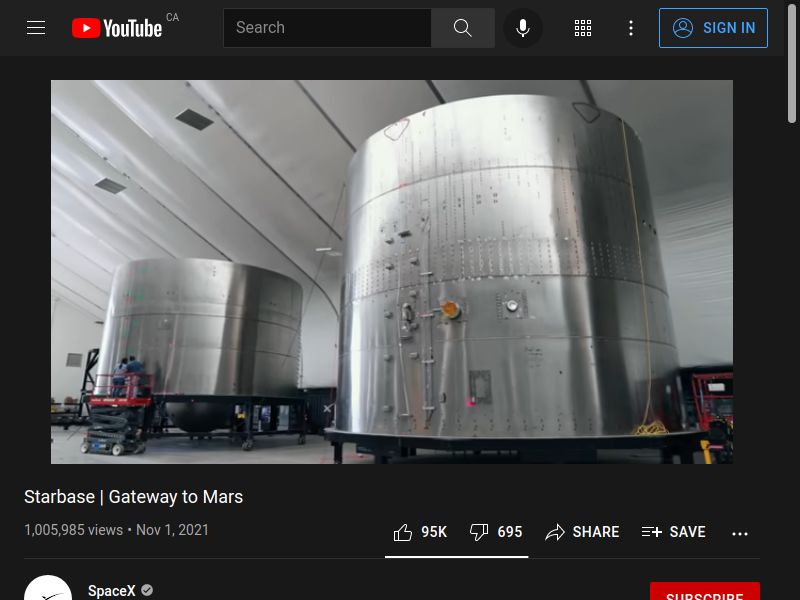 YouTube CA
Search
SIGN IN
Starbase | Gateway to Mars
1,005,985 views • Nov 1, 2021
95K
695
SHARE
SAVE
SpaceX
SUBSCRIBE